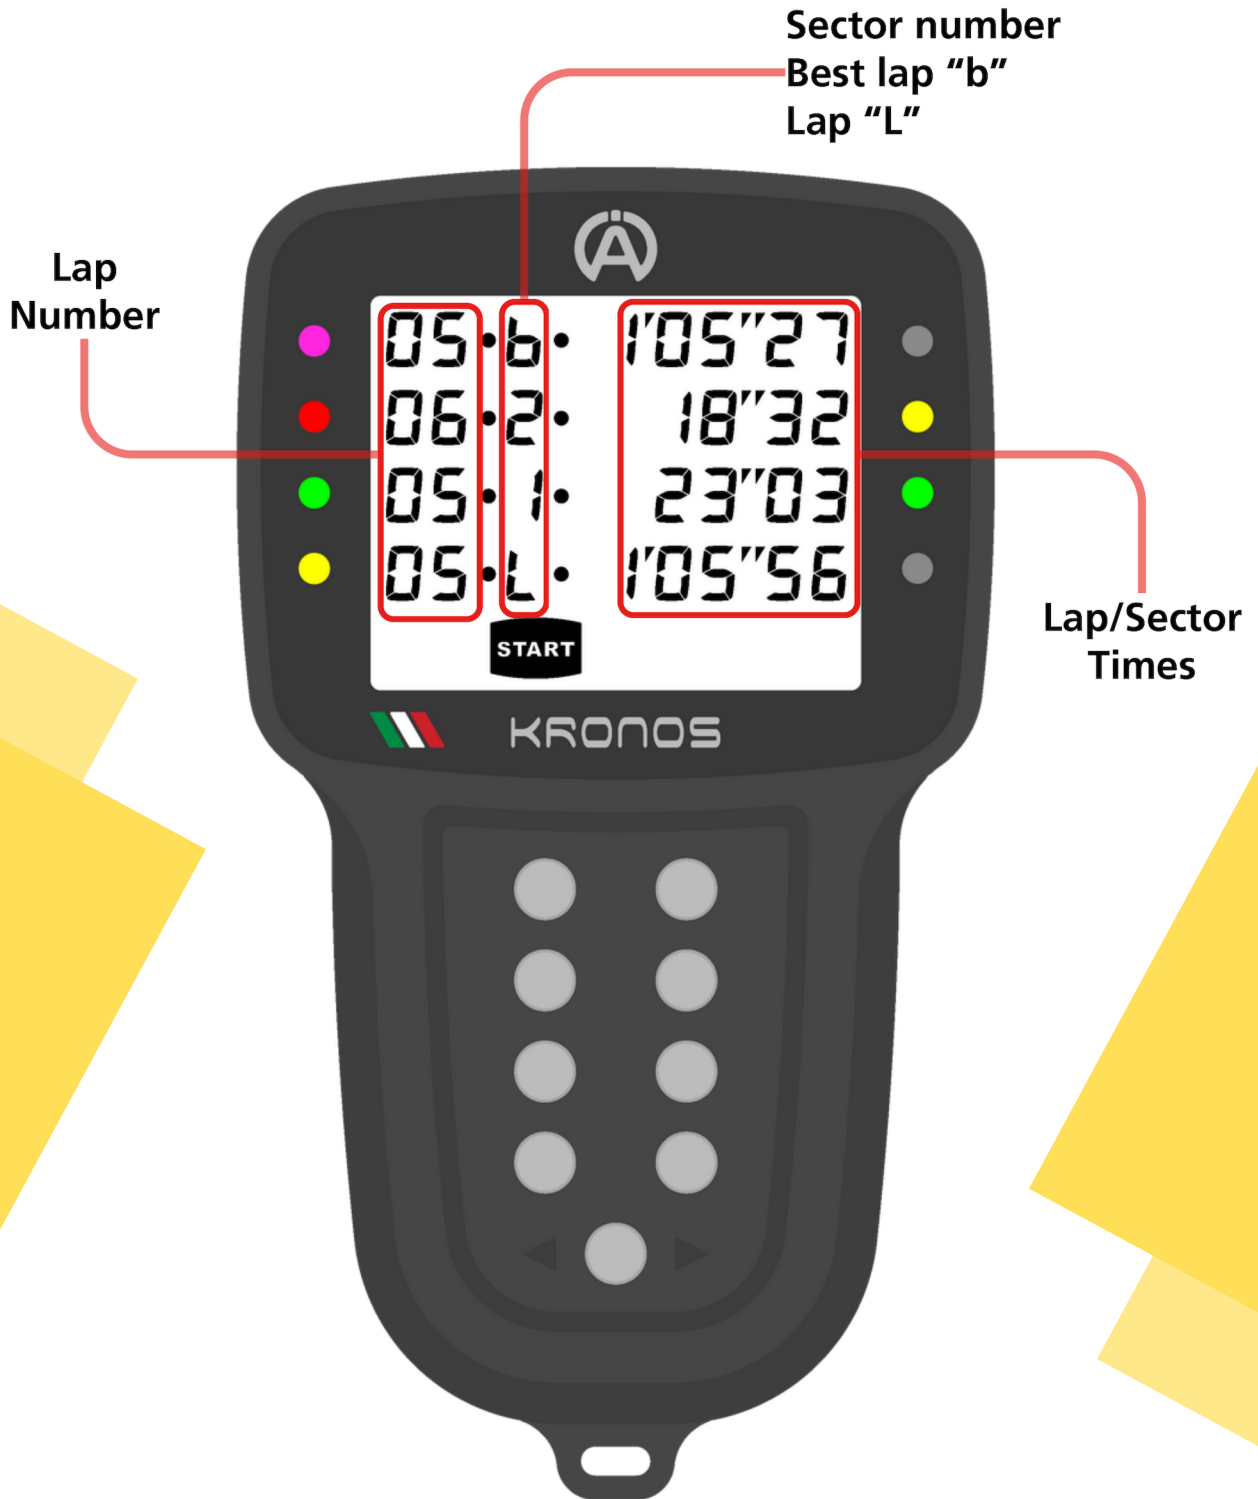 Sector number
Best lap “b”
Lap “L”
Lap
Number
05•b• 1'05"27
06•2• 18"32
05•1• 23"03
05•L• 1'05"56
START
Lap/Sector
Times
KRONOS